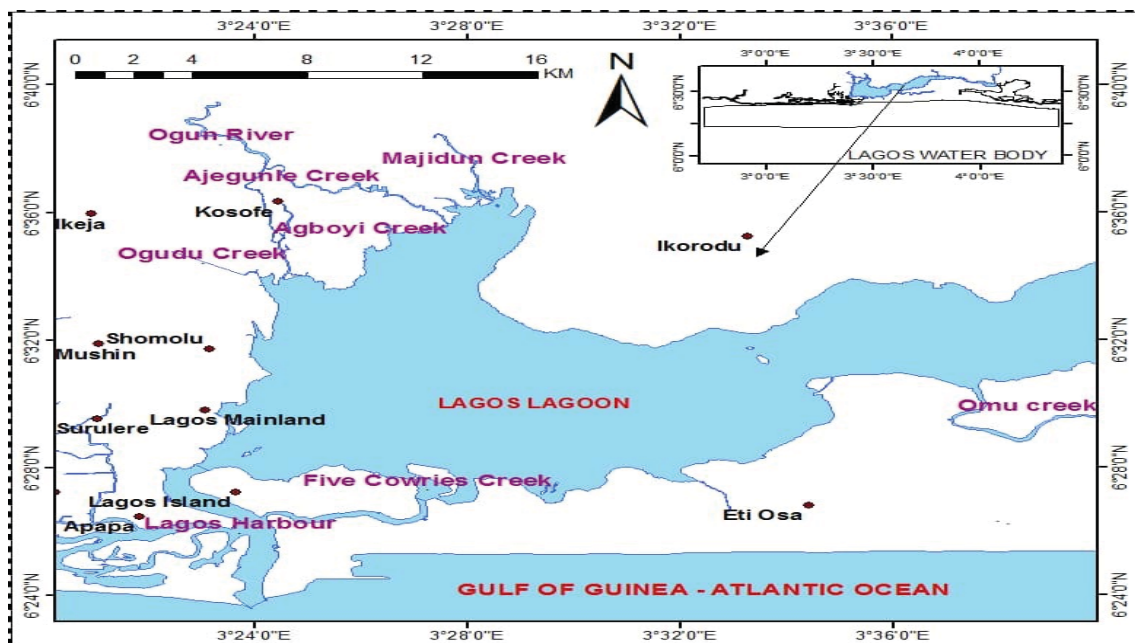 3°24'0"E 3°28'0"E 3°32'0"E 3°36'0"E
0 2 4 8 12 16
KM
N
3°0'0"E 3°30'0"E 4°0'0"E
6°30'0"N 6°30'0"N
6°0'0"N 6°0'0"N
LAGOS WATER BODY
3°0'0"E 3°30'0"E 4°0'0"E
6°40'0"N 6°40'0"N
Ogun River
Majidun Creek
Ajegunle Creek
Kosofe
6°36'0"N 6°36'0"N
Ikeja
Agboyi Creek
Ikorodu
Ogudu Creek
Shomolu
6°32'0"N 6°32'0"N
Mushin
LAGOS LAGOON
Omu creek
Lagos Mainland
Surulere
6°28'0"N 6°28'0"N
Five Cowries Creek
Lagos Island
Eti Osa
Apapa
Lagos Harbour
GULF OF GUINEA - ATLANTIC OCEAN
6°24'0"N 6°24'0"N
3°24'0"E 3°28'0"E 3°32'0"E 3°36'0"E